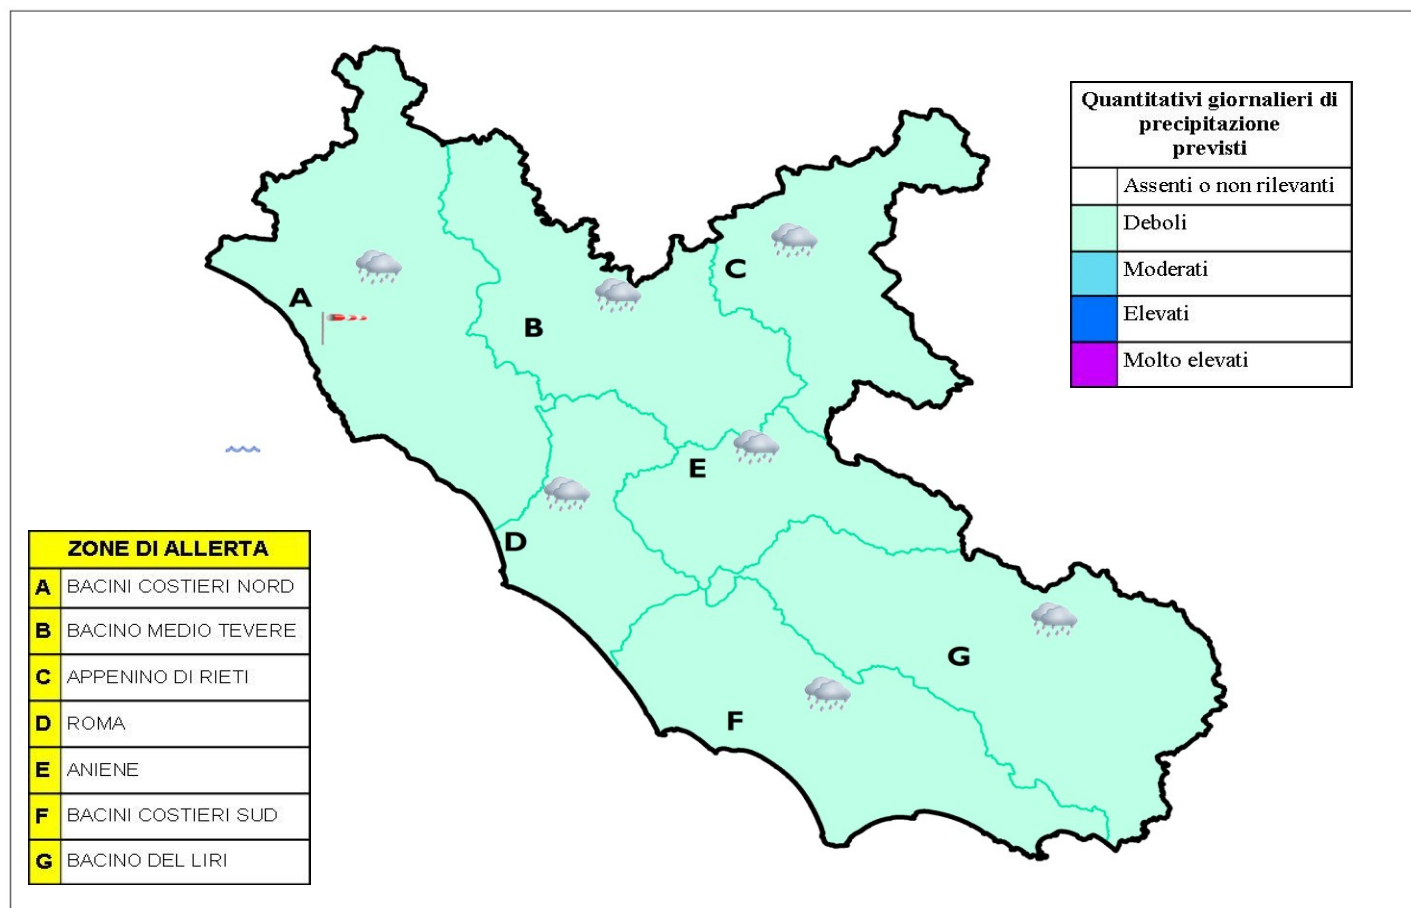 Quantitativi giornalieri di
precipitazione
previsti
Assenti o non rilevanti
Deboli
Moderati
Elevati
Molto elevati
A
B
C
D
E
F
G
ZONE DI ALLERTA
A BACINI COSTIERI NORD
B BACINO MEDIO TEVERE
C APPENINO DI RIETI
D ROMA
E ANIENE
F BACINI COSTIERI SUD
G BACINO DEL LIRI